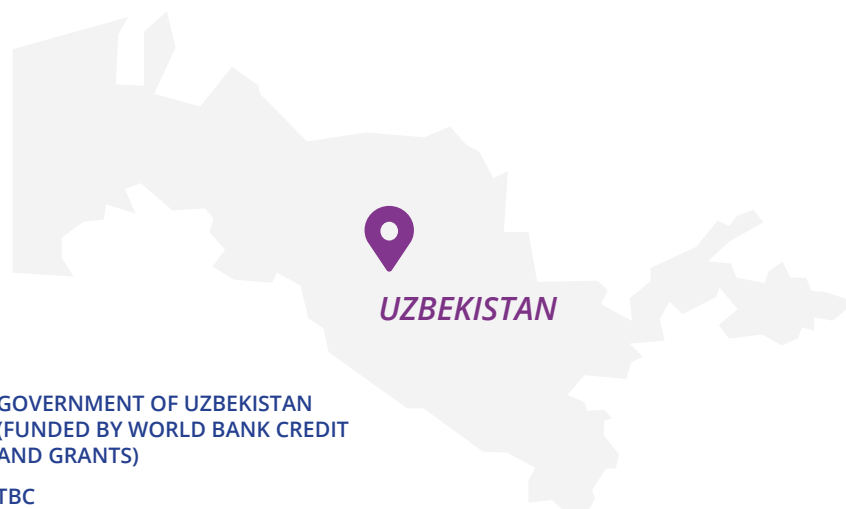 UZBEKISTAN
GOVERNMENT OF UZBEKISTAN
(FUNDED BY WORLD BANK CREDIT
AND GRANTS)
TBC